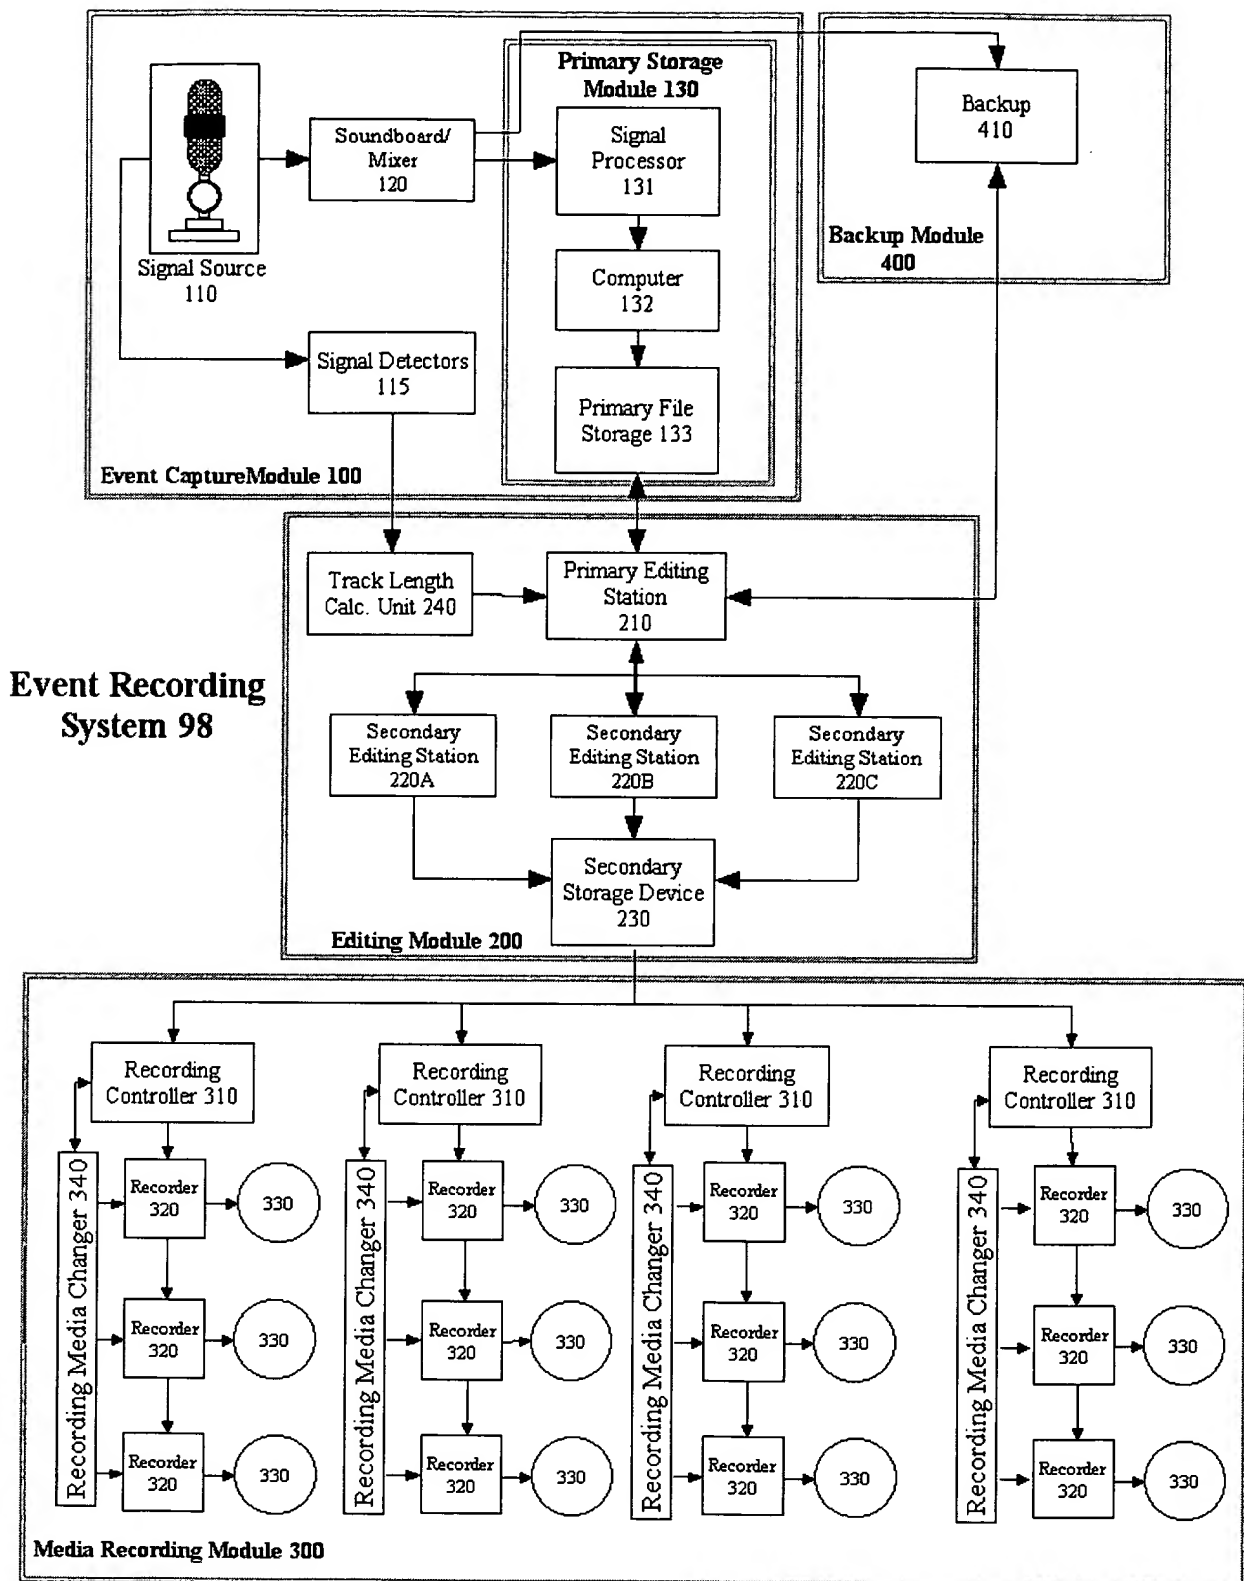 Primary Storage
Module 130
Backup
410
Soundboard/
Mixer
120
Signal
Processor
131
Backup Module
400
Signal Source
110
Computer
132
Signal Detectors
115
Primary File
Storage 133
Event CaptureModule 100
Track Length
Calc. Unit 240
Primary Editing
Station
210
Event Recording
System 98
Secondary
Editing Station
220A
Secondary
Editing Station
220B
Secondary
Editing Station
220C
Secondary
Storage Device
230
Editing Module 200
Recording
Controller 310
Recording
Controller 310
Recording
Controller 310
Recording
Controller 310
Recording Media Changer 340
Recorder
320
330
Recorder
320
330
Recorder
320
330
Recording Media Changer 340
Recorder
320
330
Recorder
320
330
Recorder
320
330
Recording Media Changer 340
Recorder
320
330
Recorder
320
330
Recorder
320
330
Recording Media Changer 340
Recorder
320
330
Recorder
320
330
Recorder
320
330
Media Recording Module 300